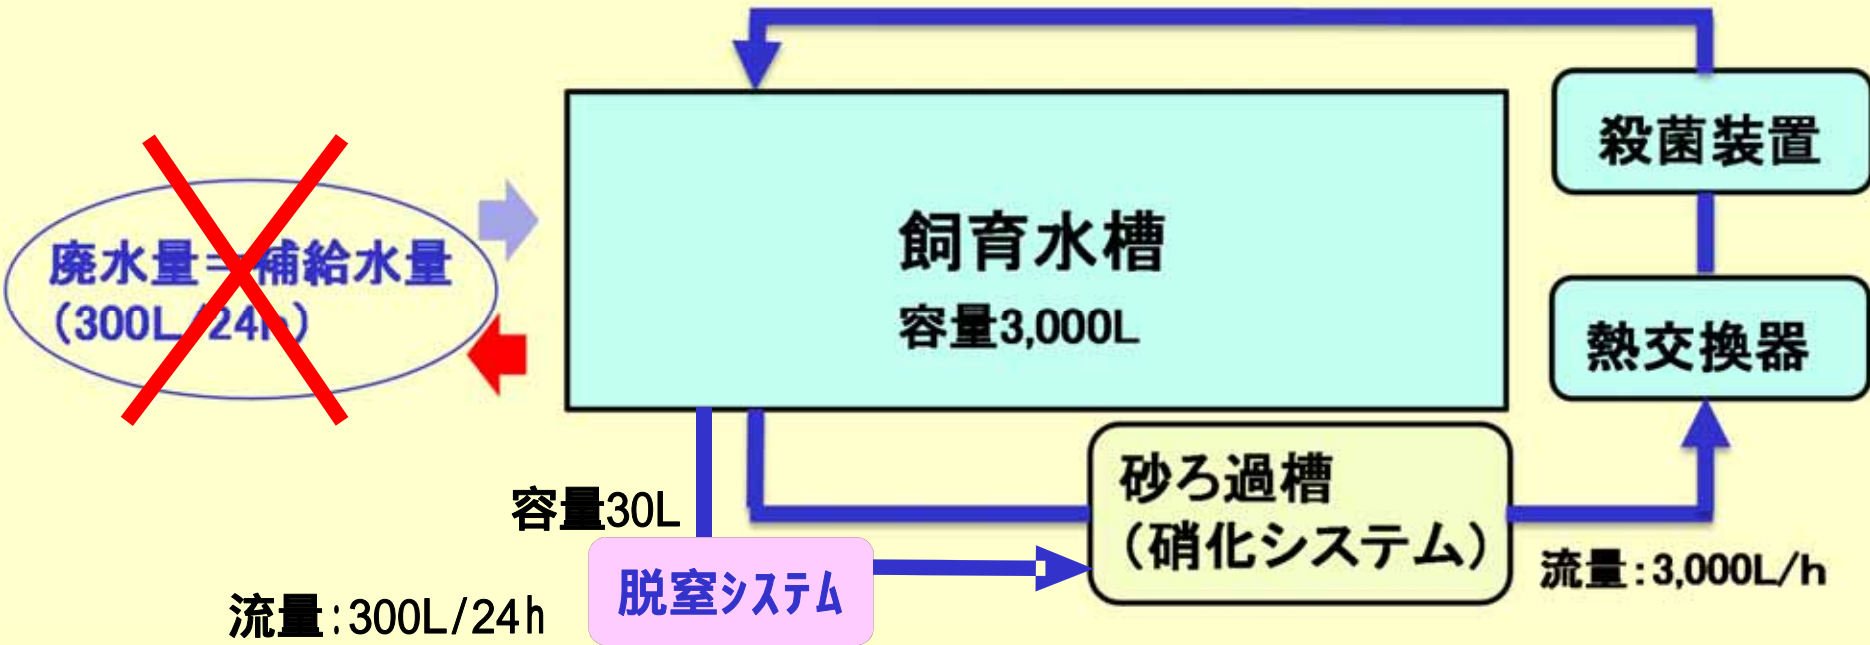 殺菌装置
飼育水槽
容量3,000L
廃水量=補給水量
(300L/24h)
熱交換器
砂ろ過槽
(硝化システム)
流量:3,000L/h
容量30L
脱窒システム
流量:300L/24h